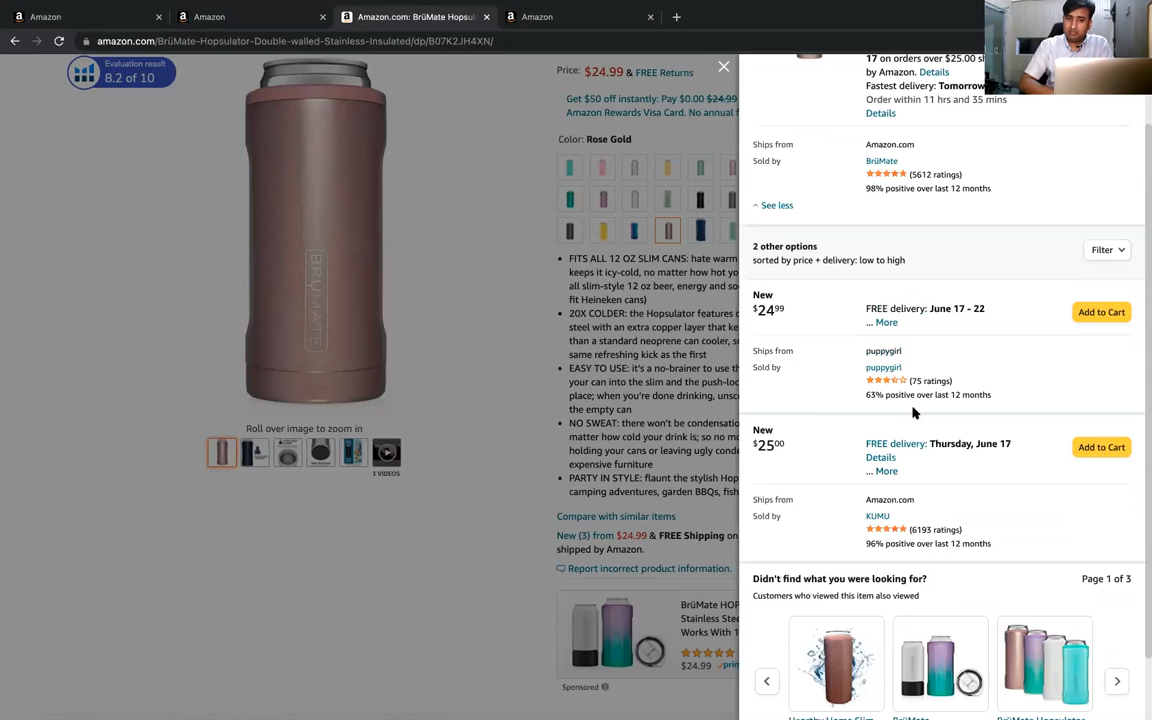 Amazon
Amazon
Amazon.com: BrüMate Hopsul
Amazon
amazon.com/BrüMate-Hopsulator-Double-walled-Stainless-Insulated/dp/B07K2JH4XN/
Evaluation result
8.2 of 10
BRÜMATE
Roll over image to zoom in
3 VIDEOS
Price: $24.99 & FREE Returns
Get $50 off instantly: Pay $0.00 $24.99
Amazon Rewards Visa Card. No annual f
Color: Rose Gold
FITS ALL 12 OZ SLIM CANS: hate warm
keeps it icy-cold, no matter how hot yo
all slim-style 12 oz beer, energy and so
fit Heineken cans)
20X COLDER: the Hopsulator features
steel with an extra copper layer that ke
than a standard neoprene can cooler, s
same refreshing kick as the first
EASY TO USE: it's a no-brainer to use th
your can into the slim and the push-loc
place; when you're done drinking, unsc
the empty can
NO SWEAT: there won't be condensatio
matter how cold your drink is; so no m
holding your cans or leaving ugly conde
expensive furniture
PARTY IN STYLE: flaunt the stylish Hop
camping adventures, garden BBQs, fish
Compare with similar items
New (3) from $24.99 & FREE Shipping on
shipped by Amazon.
Report incorrect product information.
BrüMate HOP
Stainless Stee
Works With 1
$24.99 prim
Sponsored
17 on orders over $25.00 sh
by Amazon. Details
Fastest delivery: Tomorrow
Order within 11 hrs and 35 mins
Details
Ships from Amazon.com
Sold by BrüMate
(5612 ratings)
98% positive over last 12 months
See less
2 other options
sorted by price + delivery: low to high
Filter
New
$24.99
FREE delivery: June 17 - 22
... More
Add to Cart
Ships from puppygirl
Sold by puppygirl
(75 ratings)
63% positive over last 12 months
New
$25.00
FREE delivery: Thursday, June 17
Details
... More
Add to Cart
Ships from Amazon.com
Sold by KUMU
(6193 ratings)
96% positive over last 12 months
Didn't find what you were looking for?
Page 1 of 3
Customers who viewed this item also viewed
Hearthy Home Slim
BrüMate
BrüMate Hopsulator